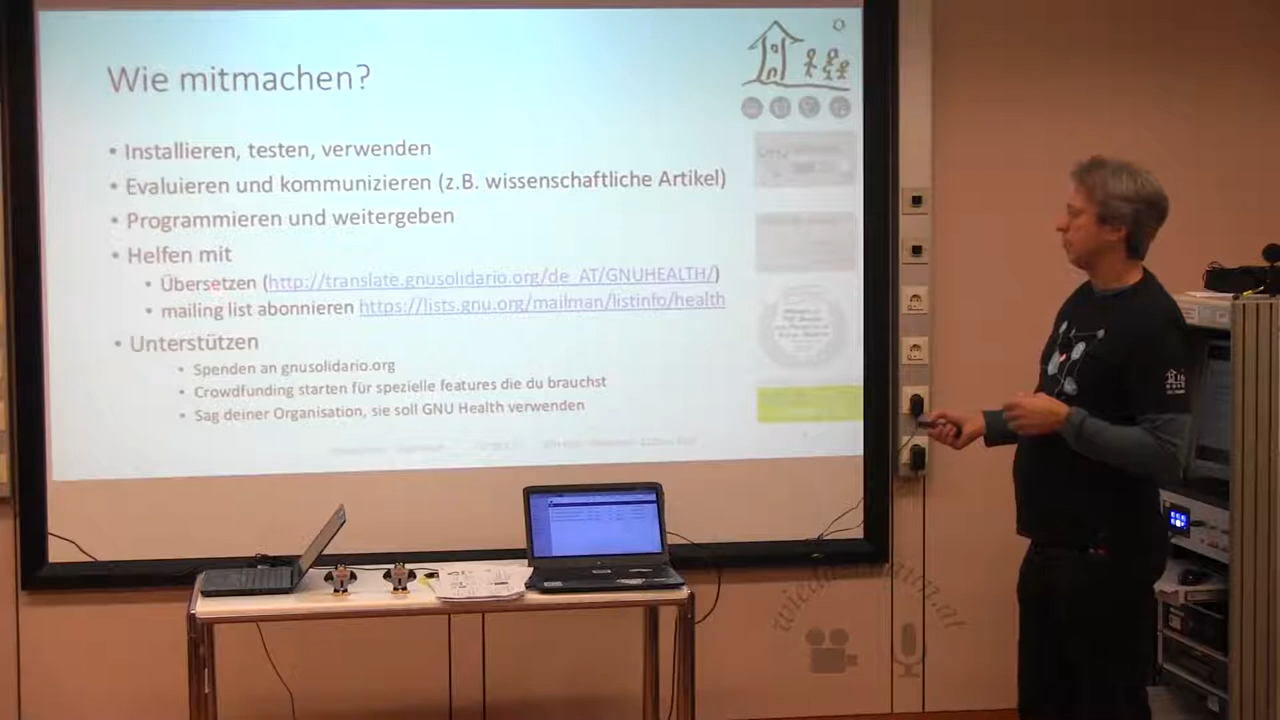 Wie mitmachen?
• Installieren, testen, verwenden
• Evaluieren und kommunizieren (z.B. wissenschaftliche Artikel)
• Programmieren und weitergeben
• Helfen mit
• Übersetzen (http://translate.gnusolidario.org/de_AT/GNUHEALTH/)
• mailing list abonnieren https://lists.gnu.org/mailman/listinfo/health
• Unterstützen
• Spenden an gnusolidario.org
• Crowdfunding starten für spezielle features die du brauchst
• Sag deiner Organisation, sie soll GNU Health verwenden